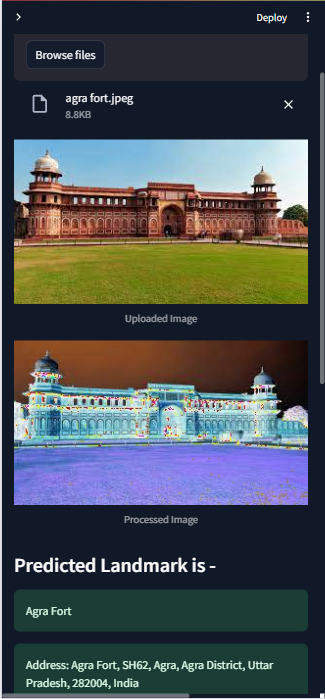 Deploy
Browse files
agra fort.jpeg
8.8KB
Uploaded Image
Processed Image
Predicted Landmark is -
Agra Fort
Address: Agra Fort, SH62, Agra, Agra District, Uttar
Pradesh, 282004, India